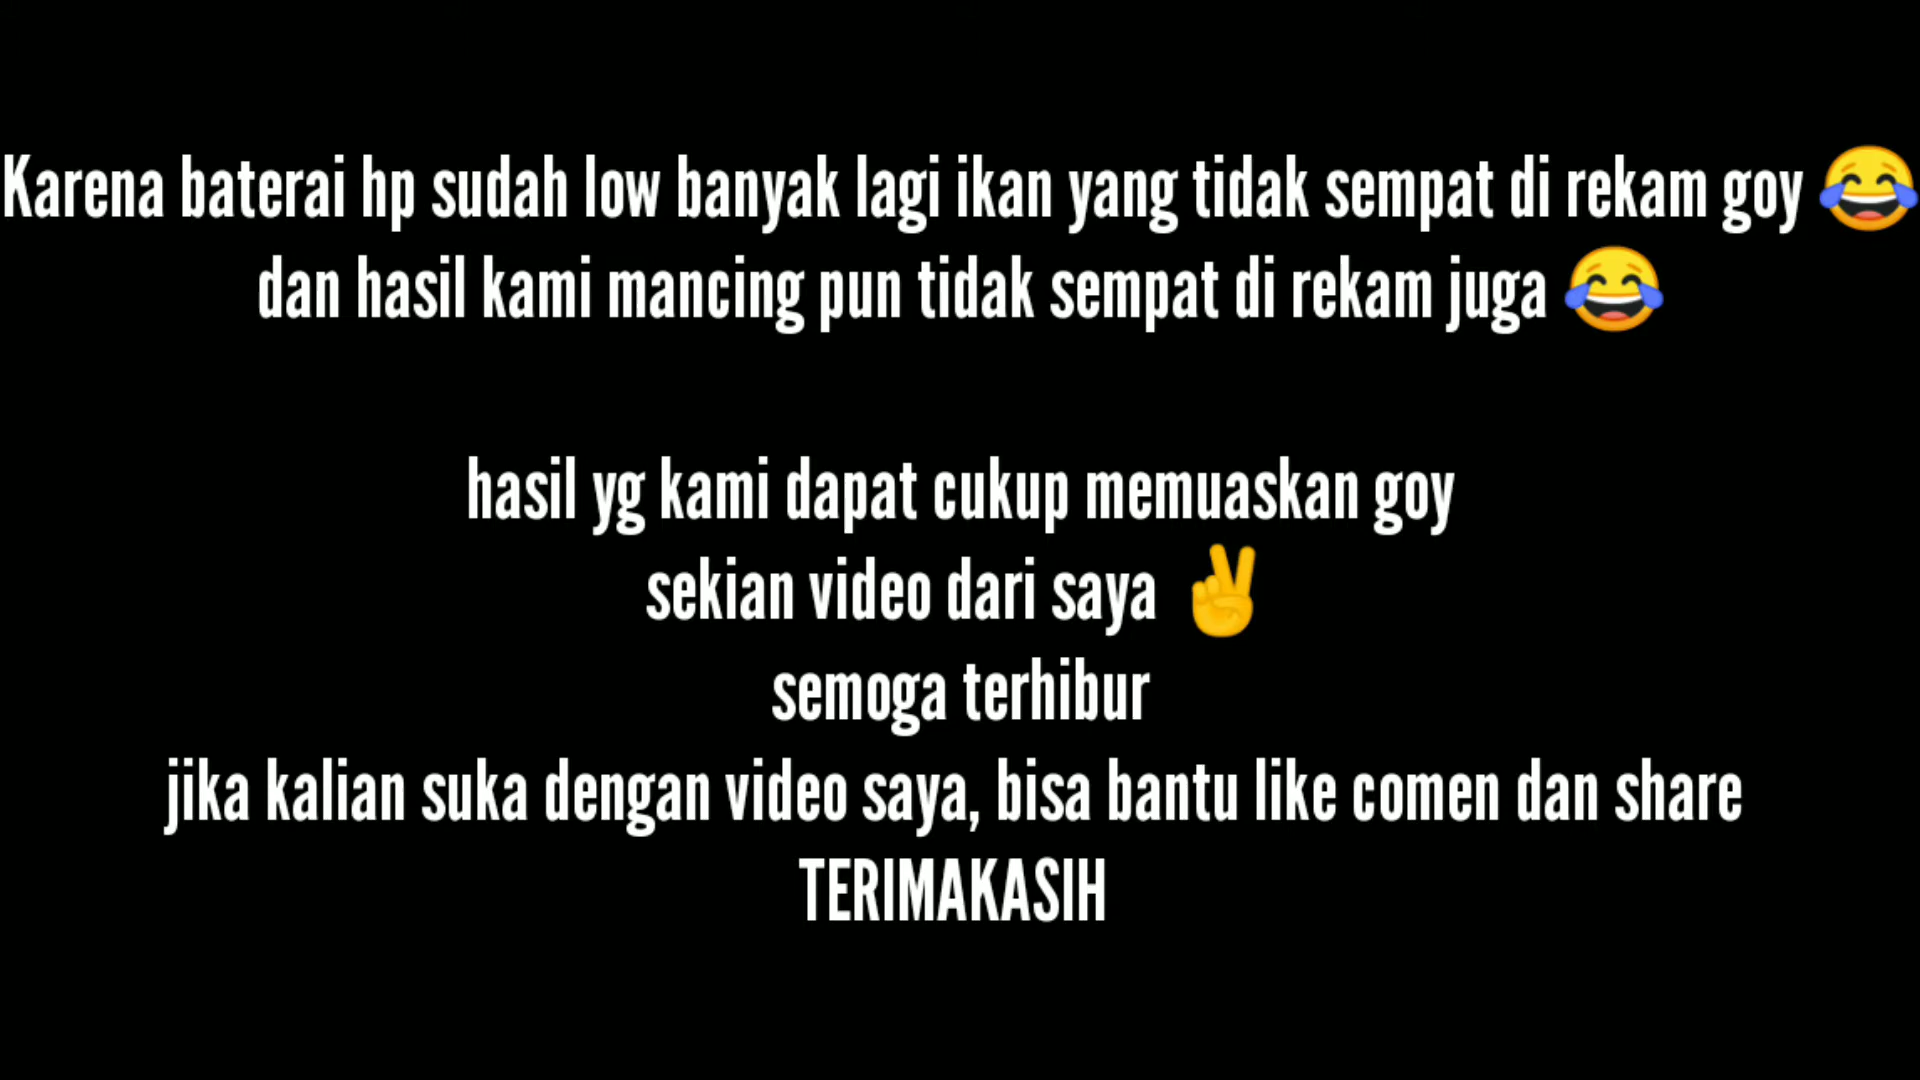 Karena baterai hp sudah low banyak lagi ikan yang tidak sempat di rekam goy 😂
dan hasil kami mancing pun tidak sempat di rekam juga 😂
hasil yg kami dapat cukup memuaskan goy
sekian video dari saya ✌
semoga terhibur
jika kalian suka dengan video saya, bisa bantu like comen dan share
TERIMAKASIH